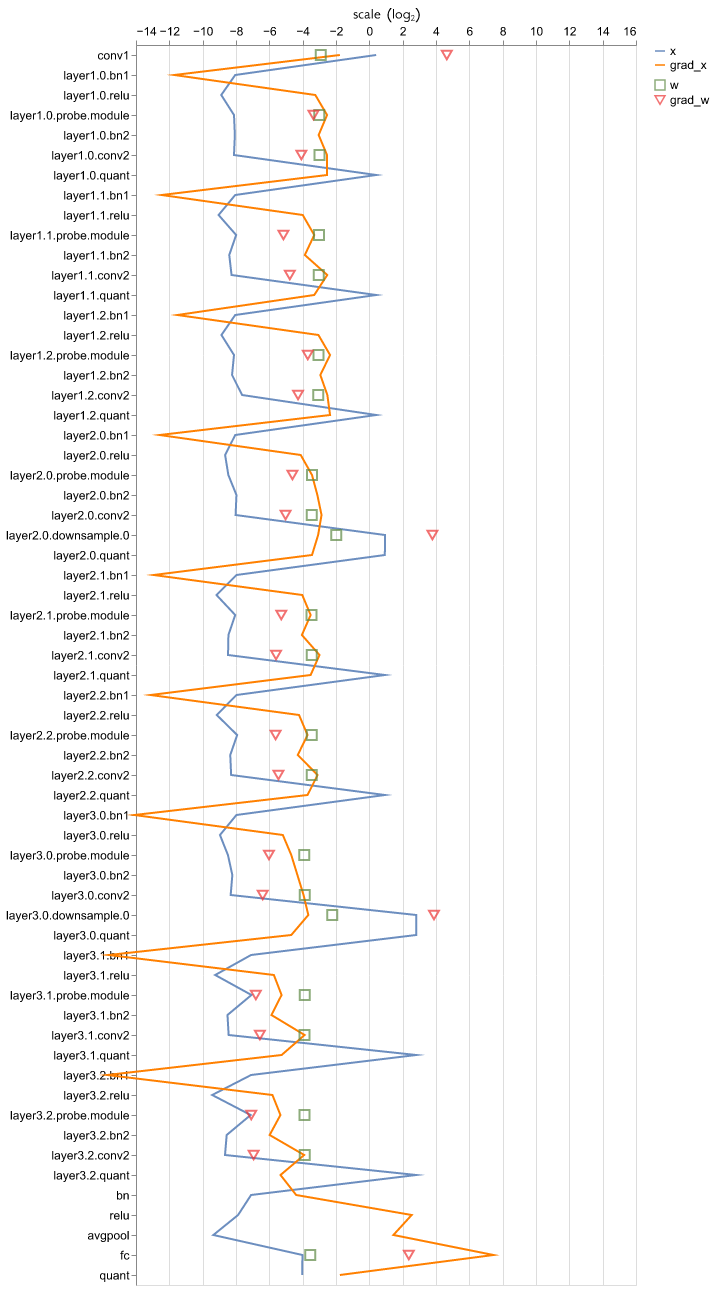 scale (log₂)
−14 −12 −10 −8 −6 −4 −2 0 2 4 6 8 10 12 14 16
x
grad_x
w
grad_w
conv1
layer1.0.bn1
layer1.0.relu
layer1.0.probe.module
layer1.0.bn2
layer1.0.conv2
layer1.0.quant
layer1.1.bn1
layer1.1.relu
layer1.1.probe.module
layer1.1.bn2
layer1.1.conv2
layer1.1.quant
layer1.2.bn1
layer1.2.relu
layer1.2.probe.module
layer1.2.bn2
layer1.2.conv2
layer1.2.quant
layer2.0.bn1
layer2.0.relu
layer2.0.probe.module
layer2.0.bn2
layer2.0.conv2
layer2.0.downsample.0
layer2.0.quant
layer2.1.bn1
layer2.1.relu
layer2.1.probe.module
layer2.1.bn2
layer2.1.conv2
layer2.1.quant
layer2.2.bn1
layer2.2.relu
layer2.2.probe.module
layer2.2.bn2
layer2.2.conv2
layer2.2.quant
layer3.0.bn1
layer3.0.relu
layer3.0.probe.module
layer3.0.bn2
layer3.0.conv2
layer3.0.downsample.0
layer3.0.quant
layer3.1.bn1
layer3.1.relu
layer3.1.probe.module
layer3.1.bn2
layer3.1.conv2
layer3.1.quant
layer3.2.bn1
layer3.2.relu
layer3.2.probe.module
layer3.2.bn2
layer3.2.conv2
layer3.2.quant
bn
relu
avgpool
fc
quant